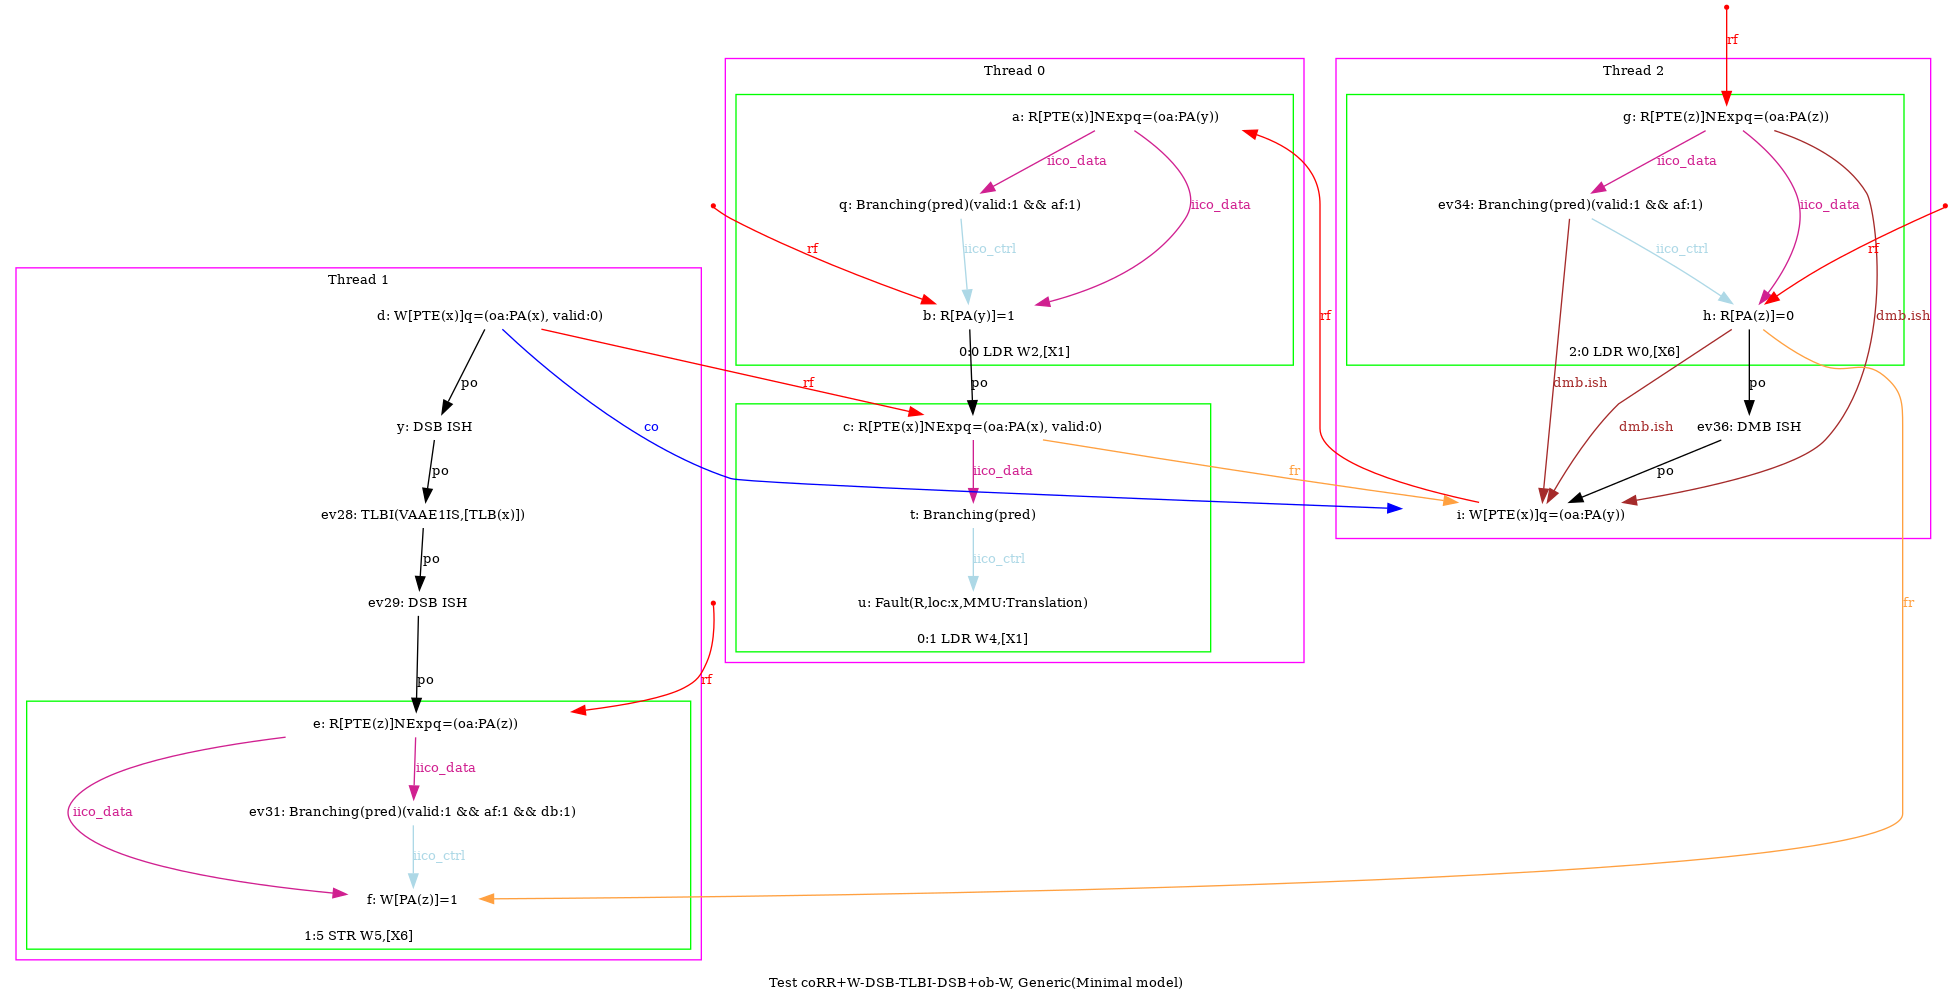 rf
Thread 0
Thread 2
a: R[PTE(x)]NExpq=(oa:PA(y))
g: R[PTE(z)]NExpq=(oa:PA(z))
iico_data
iico_data
q: Branching(pred)(valid:1 && af:1)
iico_data
ev34: Branching(pred)(valid:1 && af:1)
iico_data
rf
iico_ctrl
iico_ctrl
rf
Thread 1
d: W[PTE(x)]q=(oa:PA(x), valid:0)
b: R[PA(y)]=1
rf
h: R[PA(z)]=0
dmb.ish
0:0 LDR W2,[X1]
2:0 LDR W0,[X6]
po
rf
po
dmb.ish
po
y: DSB ISH
co
c: R[PTE(x)]NExpq=(oa:PA(x), valid:0)
dmb.ish
ev36: DMB ISH
po
iico_data
fr
po
ev28: TLBI(VAAE1IS,[TLB(x)])
t: Branching(pred)
i: W[PTE(x)]q=(oa:PA(y))
po
iico_ctrl
ev29: DSB ISH
u: Fault(R,loc:x,MMU:Translation)
fr
0:1 LDR W4,[X1]
po
rf
e: R[PTE(z)]NExpq=(oa:PA(z))
iico_data
iico_data
ev31: Branching(pred)(valid:1 && af:1 && db:1)
iico_ctrl
f: W[PA(z)]=1
1:5 STR W5,[X6]
Test coRR+W-DSB-TLBI-DSB+ob-W, Generic(Minimal model)